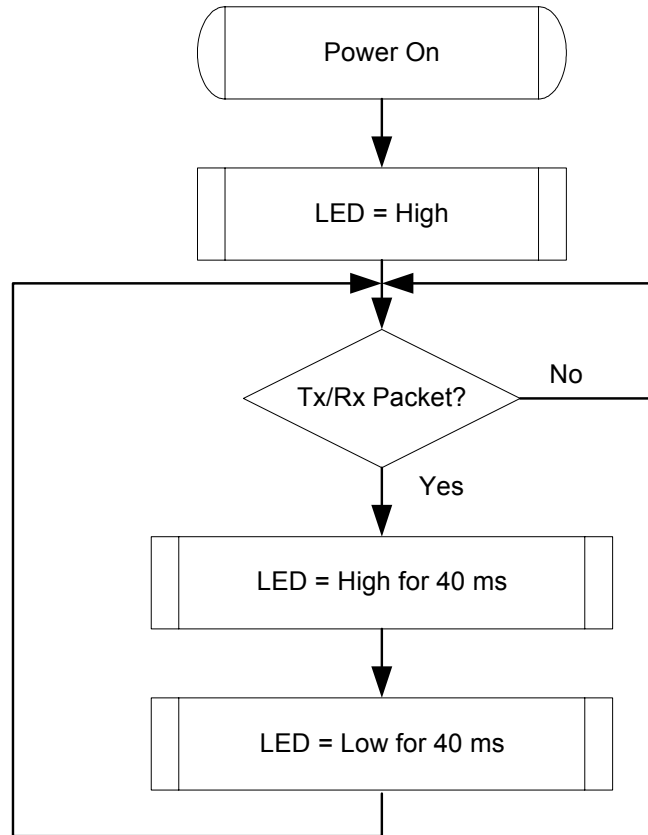 Power On
LED = High
Tx/Rx Packet?
No
Yes
LED = High for 40 ms
LED = Low for 40 ms